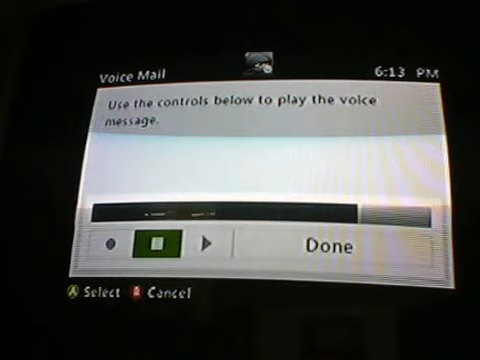 Voice Mail
6:13 PM
Use the controls below to play the voice
message.
Done
A Select B Cancel